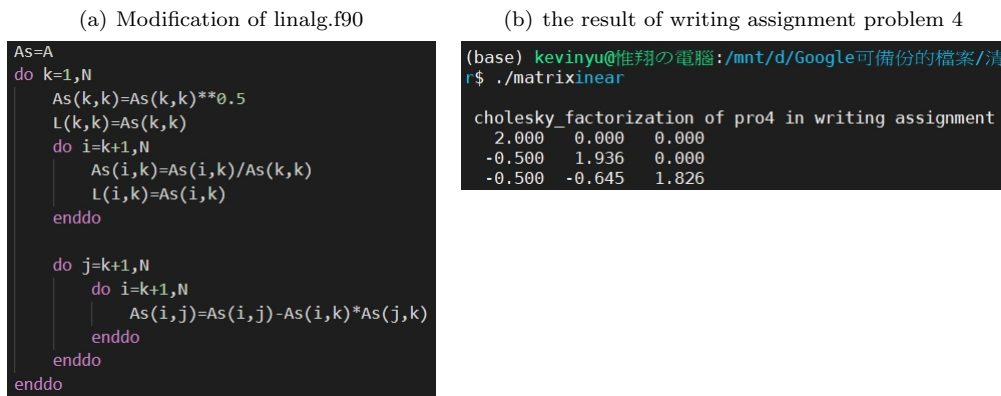 (a) Modification of linalg.f90
As=A
do k=1,N
As(k,k)=As(k,k)**0.5
L(k,k)=As(k,k)
do i=k+1,N
As(i,k)=As(i,k)/As(k,k)
L(i,k)=As(i,k)
enddo
do j=k+1,N
do i=k+1,N
As(i,j)=As(i,j)-As(i,k)*As(j,k)
enddo
enddo
enddo
(b) the result of writing assignment problem 4
(base) kevinyu@惟翔の電腦:/mnt/d/Google可備份的檔案/清
r$ ./matrixinear
cholesky_factorization of pro4 in writing assignment
2.000 0.000 0.000
-0.500 1.936 0.000
-0.500 -0.645 1.826